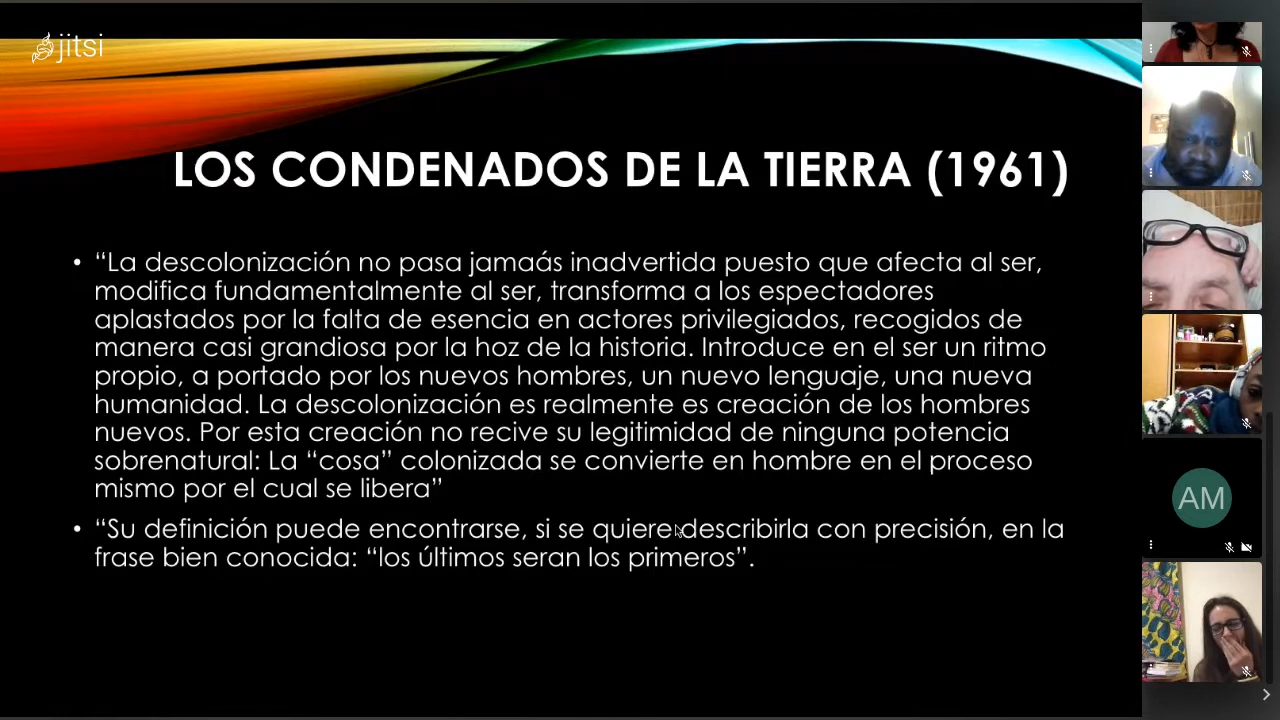 jitsi
LOS CONDENADOS DE LA TIERRA (1961)
• “La descolonización no pasa jamaás inadvertida puesto que afecta al ser,
modifica fundamentalmente al ser, transforma a los espectadores
aplastados por la falta de esencia en actores privilegiados, recogidos de
manera casi grandiosa por la hoz de la historia. Introduce en el ser un ritmo
propio, a portado por los nuevos hombres, un nuevo lenguaje, una nueva
humanidad. La descolonización es realmente es creación de los hombres
nuevos. Por esta creación no recive su legitimidad de ninguna potencia
sobrenatural: La “cosa” colonizada se convierte en hombre en el proceso
mismo por el cual se libera”
• “Su definición puede encontrarse, si se quiere describirla con precisión, en la
frase bien conocida: “los últimos seran los primeros”.
AM